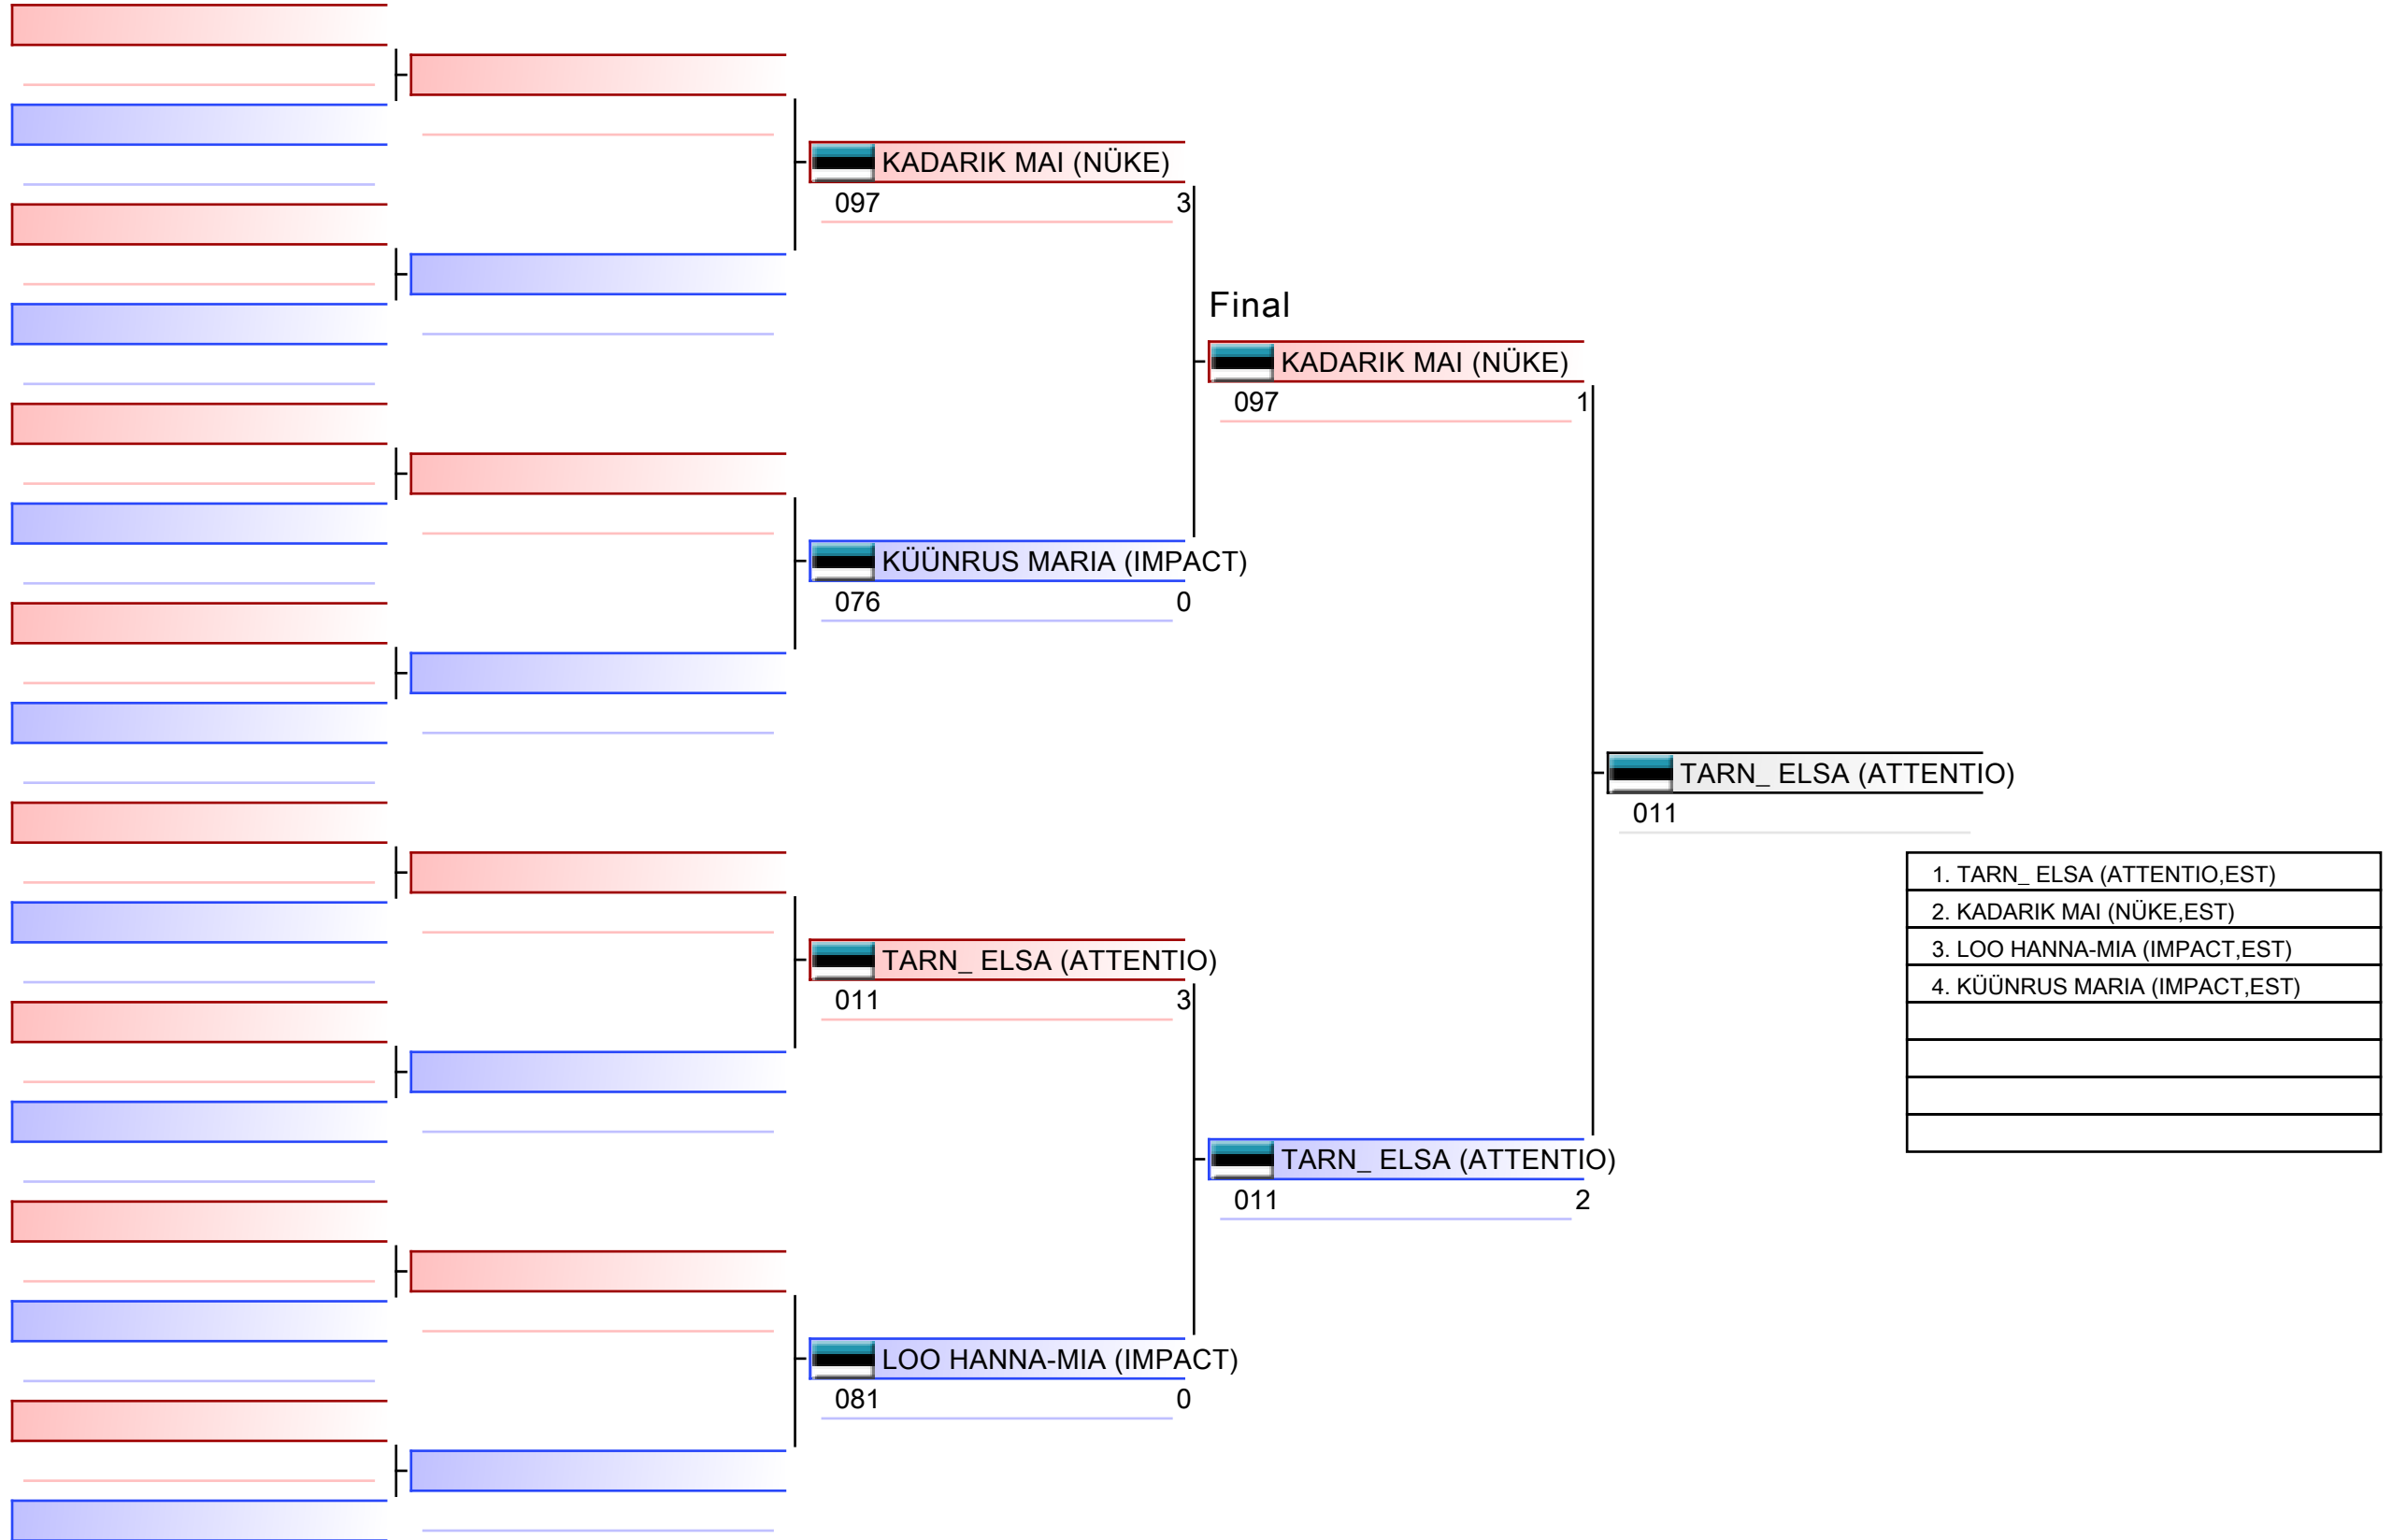 KADARIK MAI (NÜKE)
097 3
Final
KADARIK MAI (NÜKE)
097 1
KÜÜNRUS MARIA (IMPACT)
076 0
TARN_ ELSA (ATTENTIO)
011
1. TARN_ ELSA (ATTENTIO,EST)
2. KADARIK MAI (NÜKE,EST)
3. LOO HANNA-MIA (IMPACT,EST)
4. KÜÜNRUS MARIA (IMPACT,EST)
TARN_ ELSA (ATTENTIO)
011 3
TARN_ ELSA (ATTENTIO)
011 2
LOO HANNA-MIA (IMPACT)
081 0